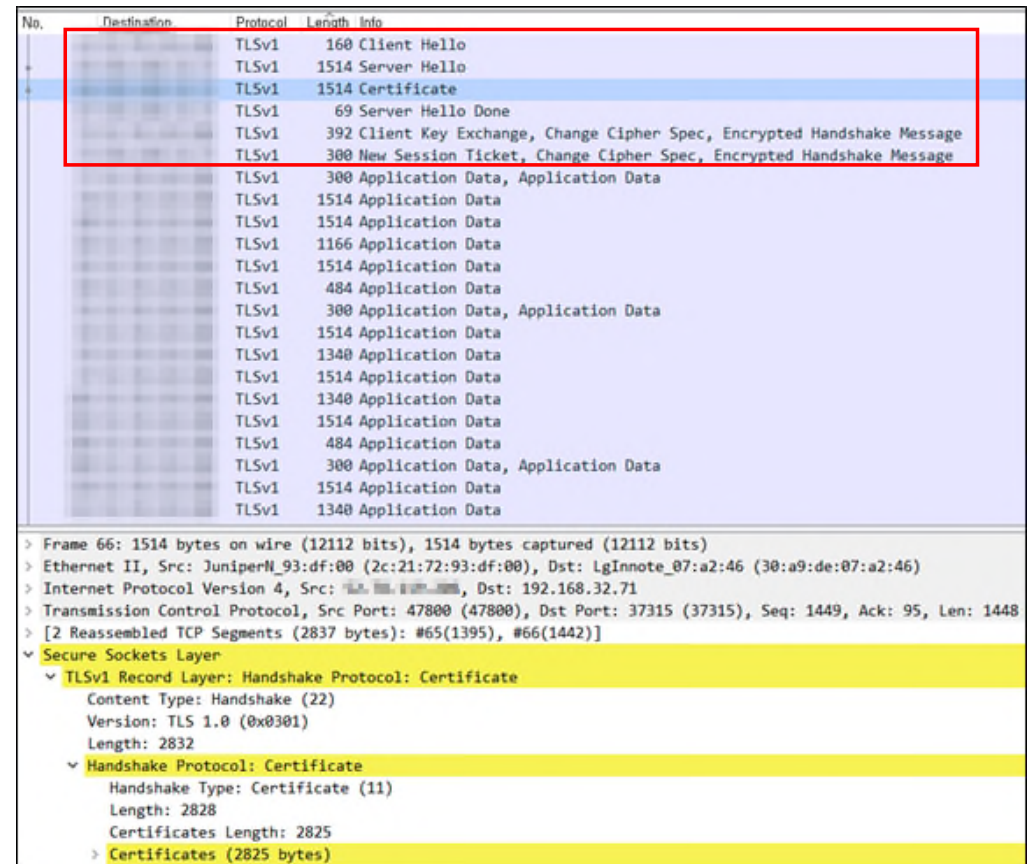 No. Destination Protocol Length Info
TLSv1 160 Client Hello
TLSv1 1514 Server Hello
TLSv1 1514 Certificate
TLSv1 69 Server Hello Done
TLSv1 392 Client Key Exchange, Change Cipher Spec, Encrypted Handshake Message
TLSv1 300 New Session Ticket, Change Cipher Spec, Encrypted Handshake Message
TLSv1 300 Application Data, Application Data
TLSv1 1514 Application Data
TLSv1 1514 Application Data
TLSv1 1166 Application Data
TLSv1 1514 Application Data
TLSv1 484 Application Data
TLSv1 300 Application Data, Application Data
TLSv1 1514 Application Data
TLSv1 1340 Application Data
TLSv1 1514 Application Data
TLSv1 1340 Application Data
TLSv1 1514 Application Data
TLSv1 484 Application Data
TLSv1 300 Application Data, Application Data
TLSv1 1514 Application Data
TLSv1 1340 Application Data
Frame 66: 1514 bytes on wire (12112 bits), 1514 bytes captured (12112 bits)
Ethernet II, Src: JuniperN_93:df:00 (2c:21:72:93:df:00), Dst: LgInnote_07:a2:46 (30:a9:de:07:a2:46)
Internet Protocol Version 4, Src: , Dst: 192.168.32.71
Transmission Control Protocol, Src Port: 47800 (47800), Dst Port: 37315 (37315), Seq: 1449, Ack: 95, Len: 1448
[2 Reassembled TCP Segments (2837 bytes): #65(1395), #66(1442)]
Secure Sockets Layer
TLSv1 Record Layer: Handshake Protocol: Certificate
Content Type: Handshake (22)
Version: TLS 1.0 (0x0301)
Length: 2832
Handshake Protocol: Certificate
Handshake Type: Certificate (11)
Length: 2828
Certificates Length: 2825
Certificates (2825 bytes)